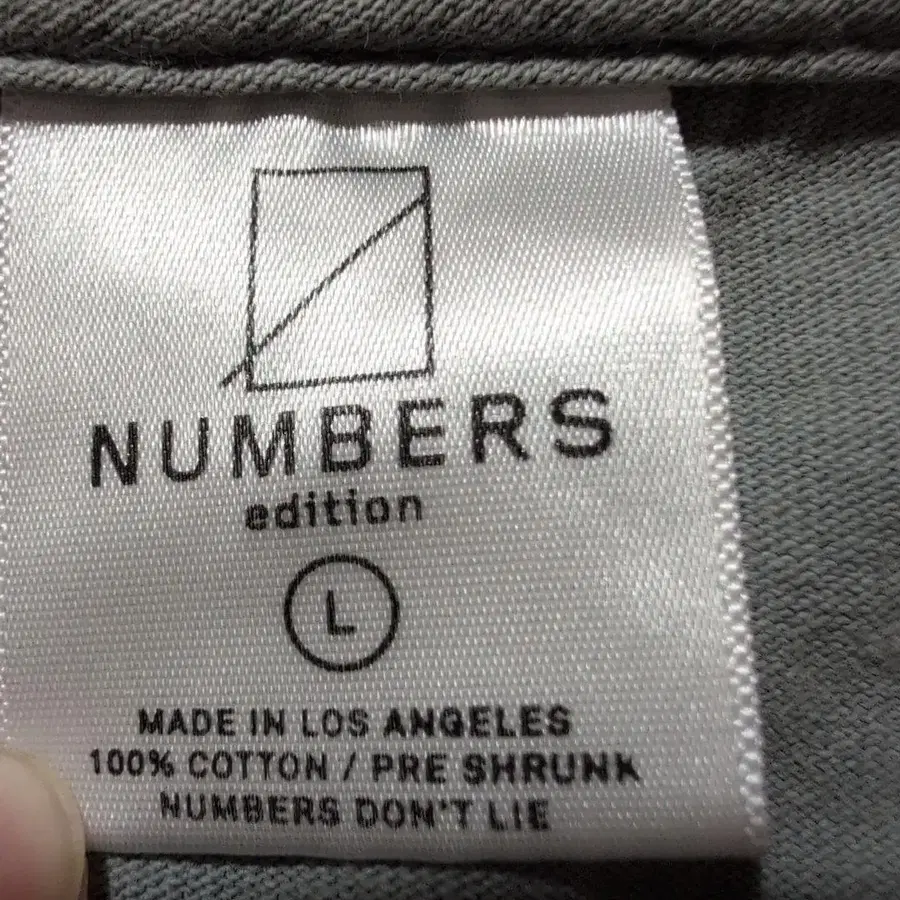 NUMBERS
edition
L
MADE IN LOS ANGELES
100% COTTON / PRE SHRUNK
NUMBERS DON'T LIE